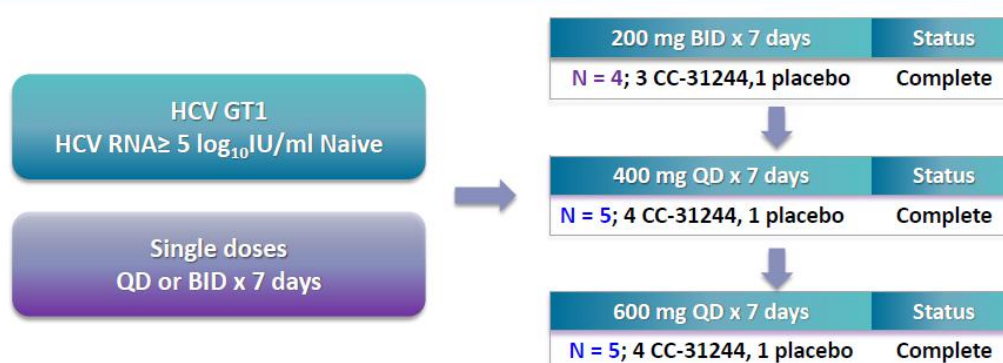 HCV GT1
HCV RNA≥ 5 log10IU/ml Naive
Single doses
QD or BID x 7 days
200 mg BID x 7 days Status
N = 4; 3 CC-31244,1 placebo Complete
400 mg QD x 7 days Status
N = 5; 4 CC-31244, 1 placebo Complete
600 mg QD x 7 days Status
N = 5; 4 CC-31244, 1 placebo Complete